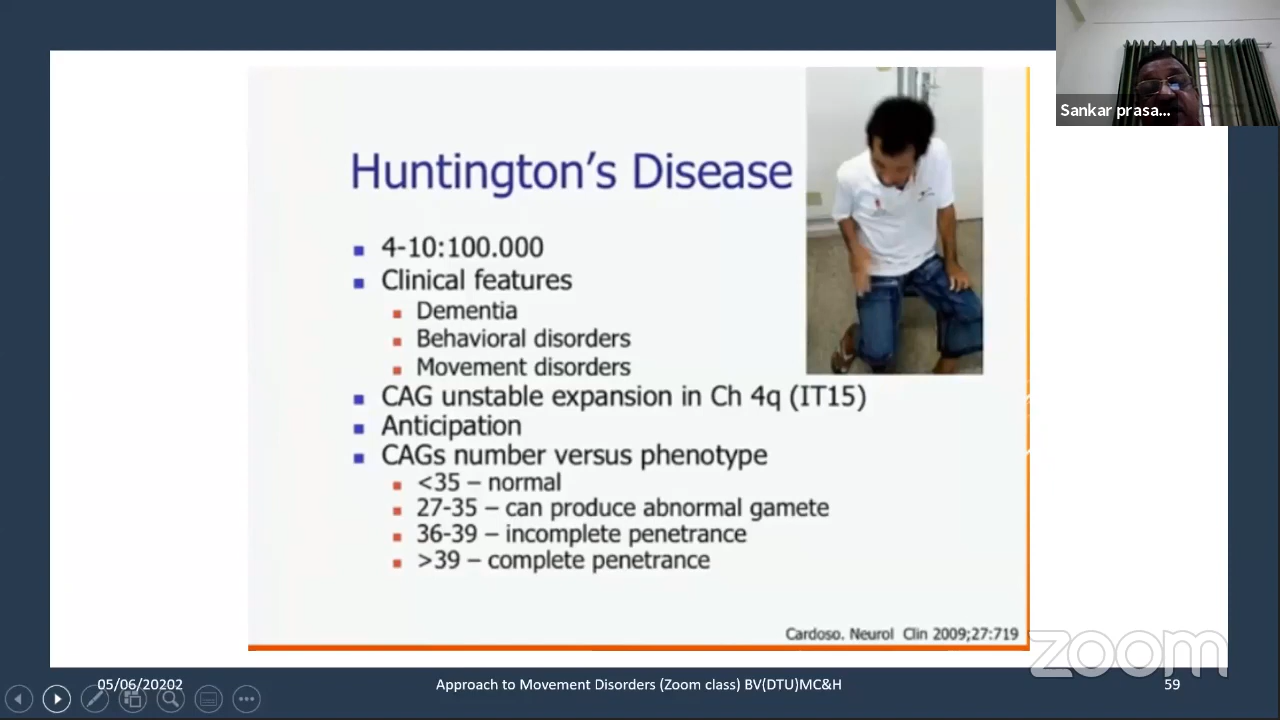 Sankar prasa...
Huntington's Disease
4-10:100.000
Clinical features
Dementia
Behavioral disorders
Movement disorders
CAG unstable expansion in Ch 4q (IT15)
Anticipation
CAGs number versus phenotype
<35 – normal
27-35 – can produce abnormal gamete
36-39 – incomplete penetrance
>39 – complete penetrance
Cardoso. Neurol Clin 2009;27:719
zoom
05/06/20202
Approach to Movement Disorders (Zoom class) BV(DTU)MC&H
59